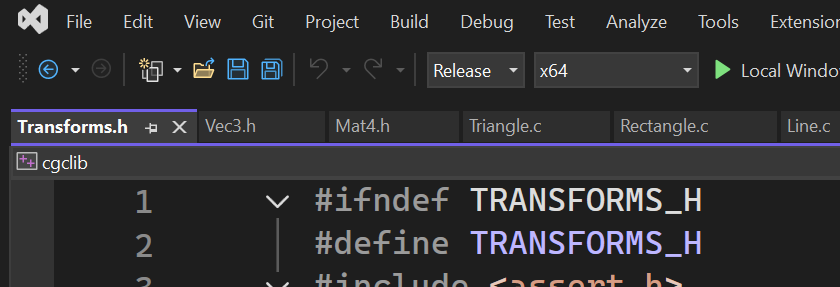 File Edit View Git Project Build Debug Test Analyze Tools Extension
Release x64 Local Windo
Transforms.h Vec3.h Mat4.h Triangle.c Rectangle.c Line.c
cgclib
1 #ifndef TRANSFORMS_H
2 #define TRANSFORMS_H
3 #include <assert.h>